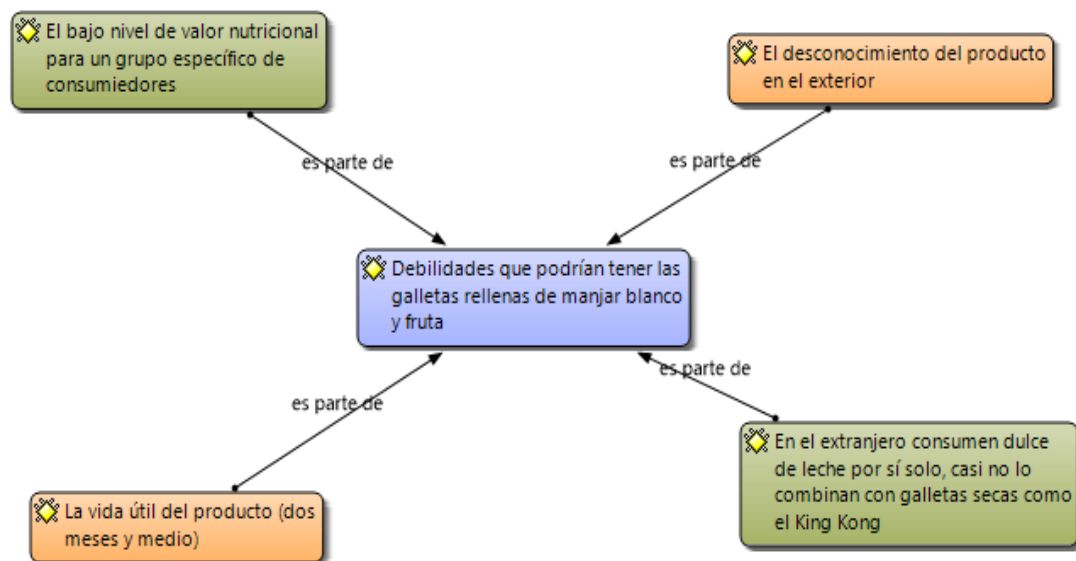 El bajo nivel de valor nutricional
para un grupo específico de
consumiedores
El desconocimiento del producto
en el exterior
es parte de
es parte de
Debilidades que podrían tener las
galletas rellenas de manjar blanco
y fruta
es parte de
es parte de
En el extranjero consumen dulce
de leche por sí solo, casi no lo
combinan con galletas secas como
el King Kong
La vida útil del producto (dos
meses y medio)